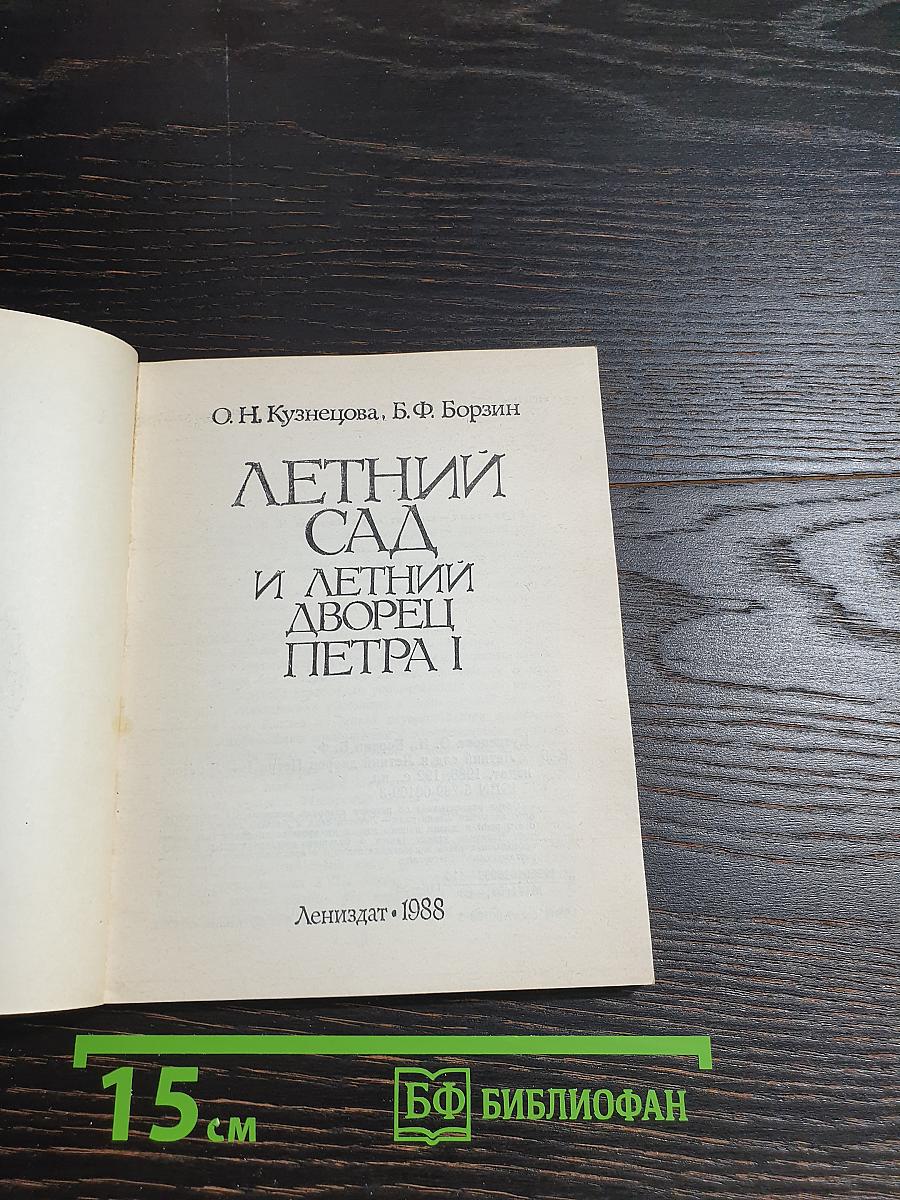 О. Н. Кузнецова, Б. Ф. Борзин
ЛЕТНИЙ
САД
И ЛЕТНИЙ
ДВОРЕЦ
ПЕТРА I
Лениздат • 1988
15 см
БФ БИБЛИОФАН